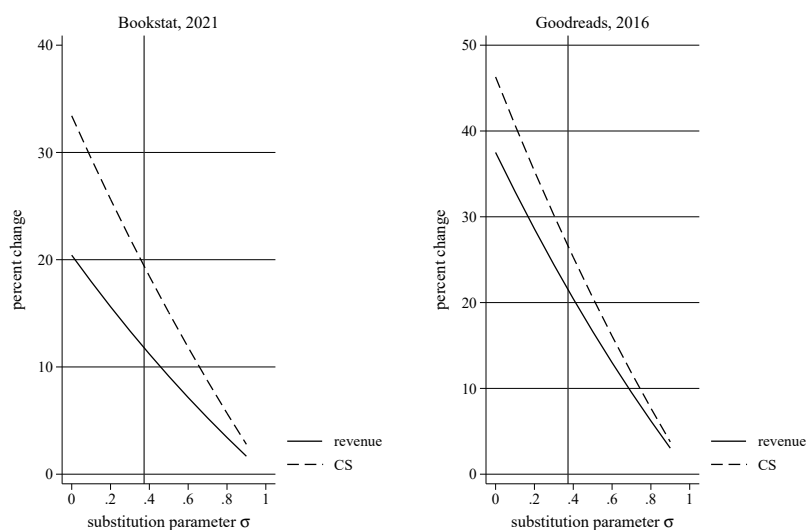 Bookstat, 2021
40
30
20
10
0
percent change
0 .2 .4 .6 .8 1
substitution parameter σ
revenue
CS
Goodreads, 2016
50
40
30
20
10
0
percent change
0 .2 .4 .6 .8 1
substitution parameter σ
revenue
CS